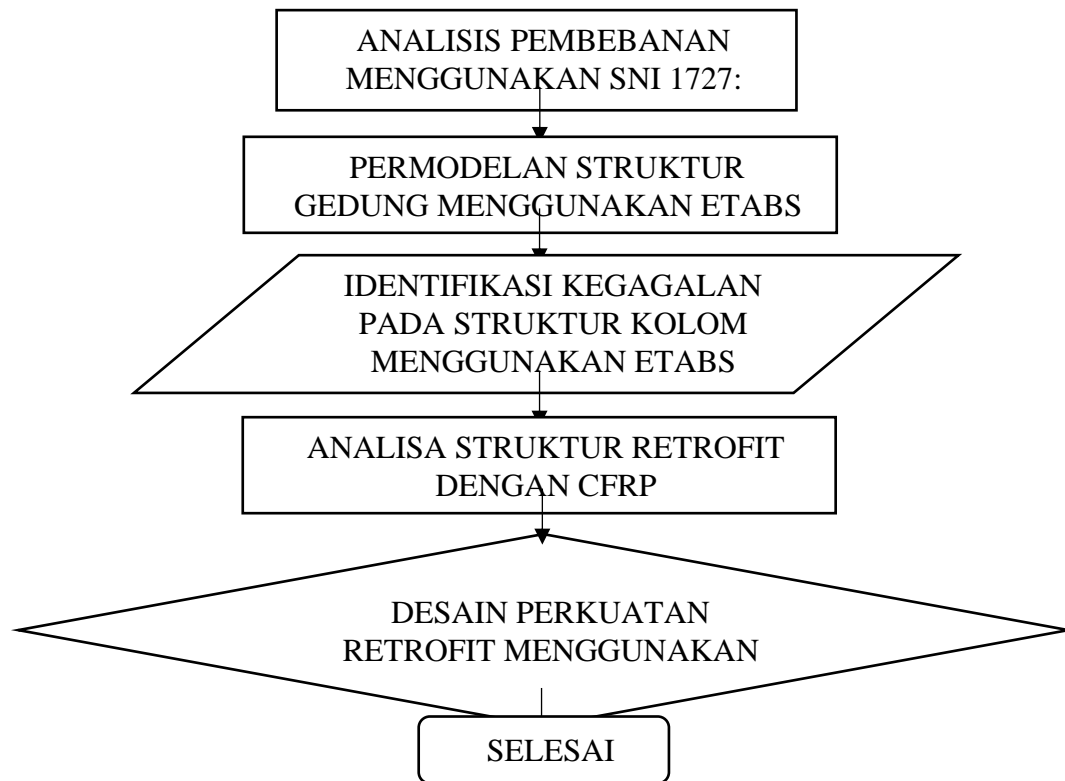 ANALISIS PEMBEBANAN
MENGGUNAKAN SNI 1727:
PERMODELAN STRUKTUR
GEDUNG MENGGUNAKAN ETABS
IDENTIFIKASI KEGAGALAN
PADA STRUKTUR KOLOM
MENGGUNAKAN ETABS
ANALISA STRUKTUR RETROFIT
DENGAN CFRP
DESAIN PERKUATAN
RETROFIT MENGGUNAKAN
SELESAI